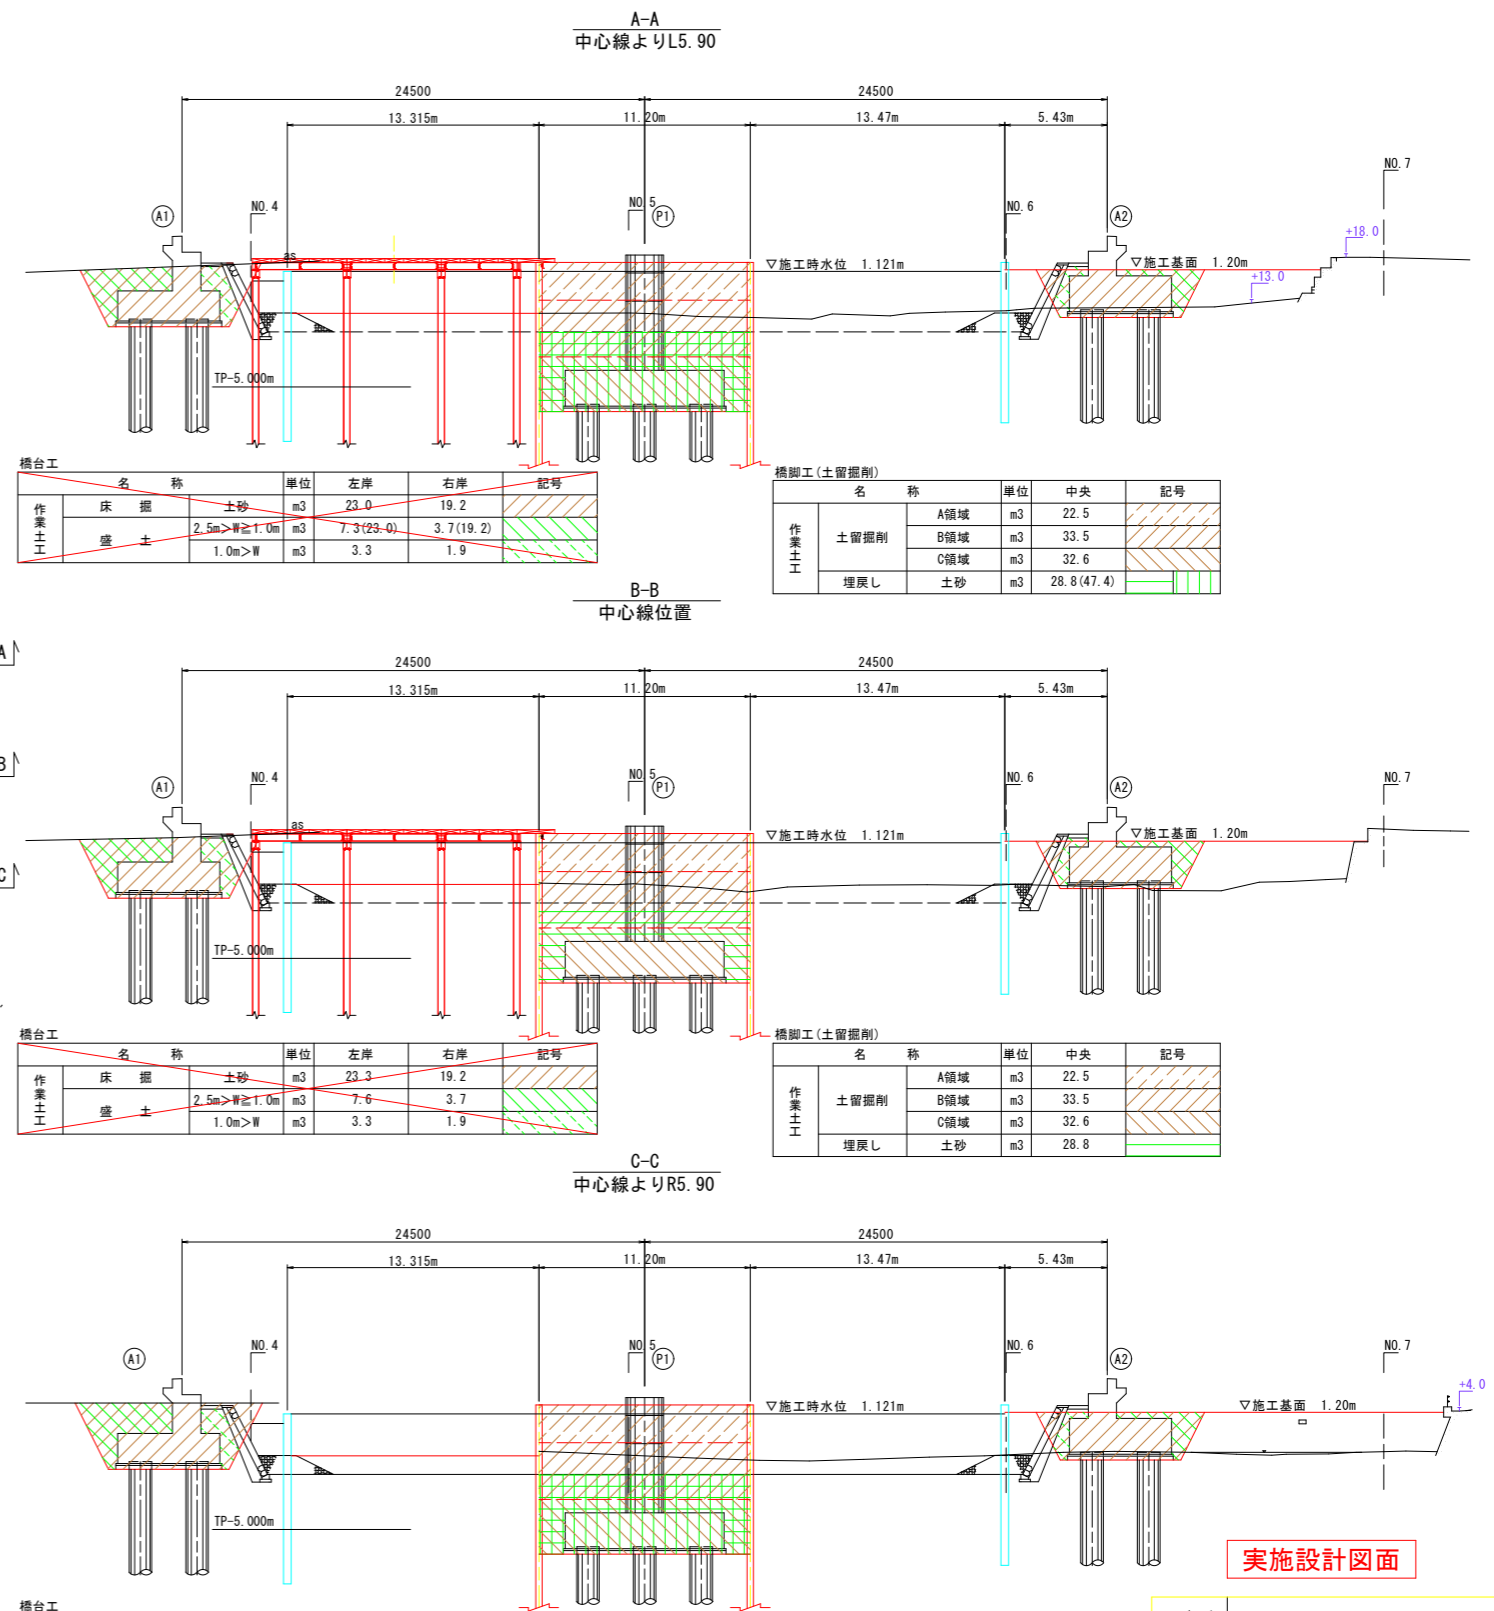 A-A
中心線よりL5.90
24500 24500
13.315m 11.20m 13.47m 5.43m
NO.7
A1 NO.4 NO.5 P1 NO.6 A2
+18.0
as ▽施工時水位 1.121m ▽施工基面 1.20m
+13.0
TP-5.000m
橋台工
名 称 単位 左岸 右岸 記号
作業土工 床 掘 土砂 m3 23.0 19.2
盛 土 2.5m>W≧1.0m m3 7.3(23.0) 3.7(19.2)
1.0m>W m3 3.3 1.9
橋脚工(土留掘削)
名 称 単位 中央 記号
作業土工 土留掘削 A領域 m3 22.5
B領域 m3 33.5
C領域 m3 32.6
埋戻し 土砂 m3 28.8(47.4)
B-B
中心線位置
A
24500 24500
13.315m 11.20m 13.47m 5.43m
B
A1 NO.4 NO.5 P1 NO.6 A2 NO.7
as ▽施工時水位 1.121m ▽施工基面 1.20m
C
TP-5.000m
橋台工
名 称 単位 左岸 右岸 記号
作業土工 床 掘 土砂 m3 23.3 19.2
盛 土 2.5m>W≧1.0m m3 7.6 3.7
1.0m>W m3 3.3 1.9
橋脚工(土留掘削)
名 称 単位 中央 記号
作業土工 土留掘削 A領域 m3 22.5
B領域 m3 33.5
C領域 m3 32.6
埋戻し 土砂 m3 28.8
C-C
中心線よりR5.90
24500 24500
13.315m 11.20m 13.47m 5.43m
A1 NO.4 NO.5 P1 NO.6 A2 NO.7
+4.0
▽施工時水位 1.121m ▽施工基面 1.20m
TP-5.000m
実施設計図面
橋台工